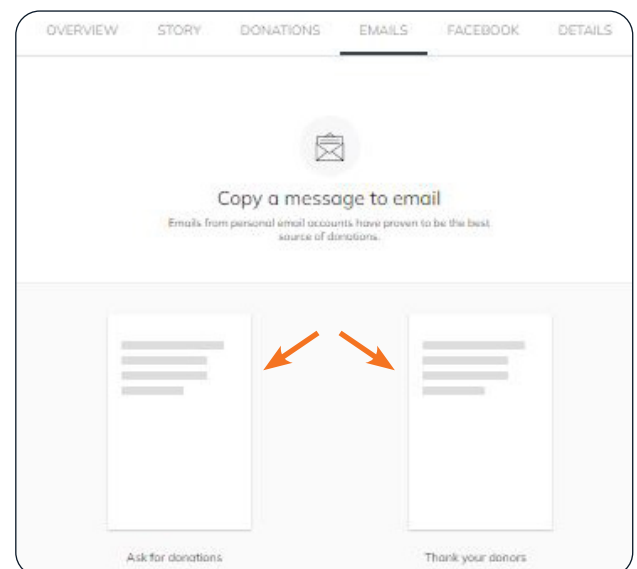 OVERVIEW STORY DONATIONS EMAILS FACEBOOK DETAILS
Copy a message to email
Emails from personal email accounts have proven to be the best
source of donations.
Ask for donations Thank your donors